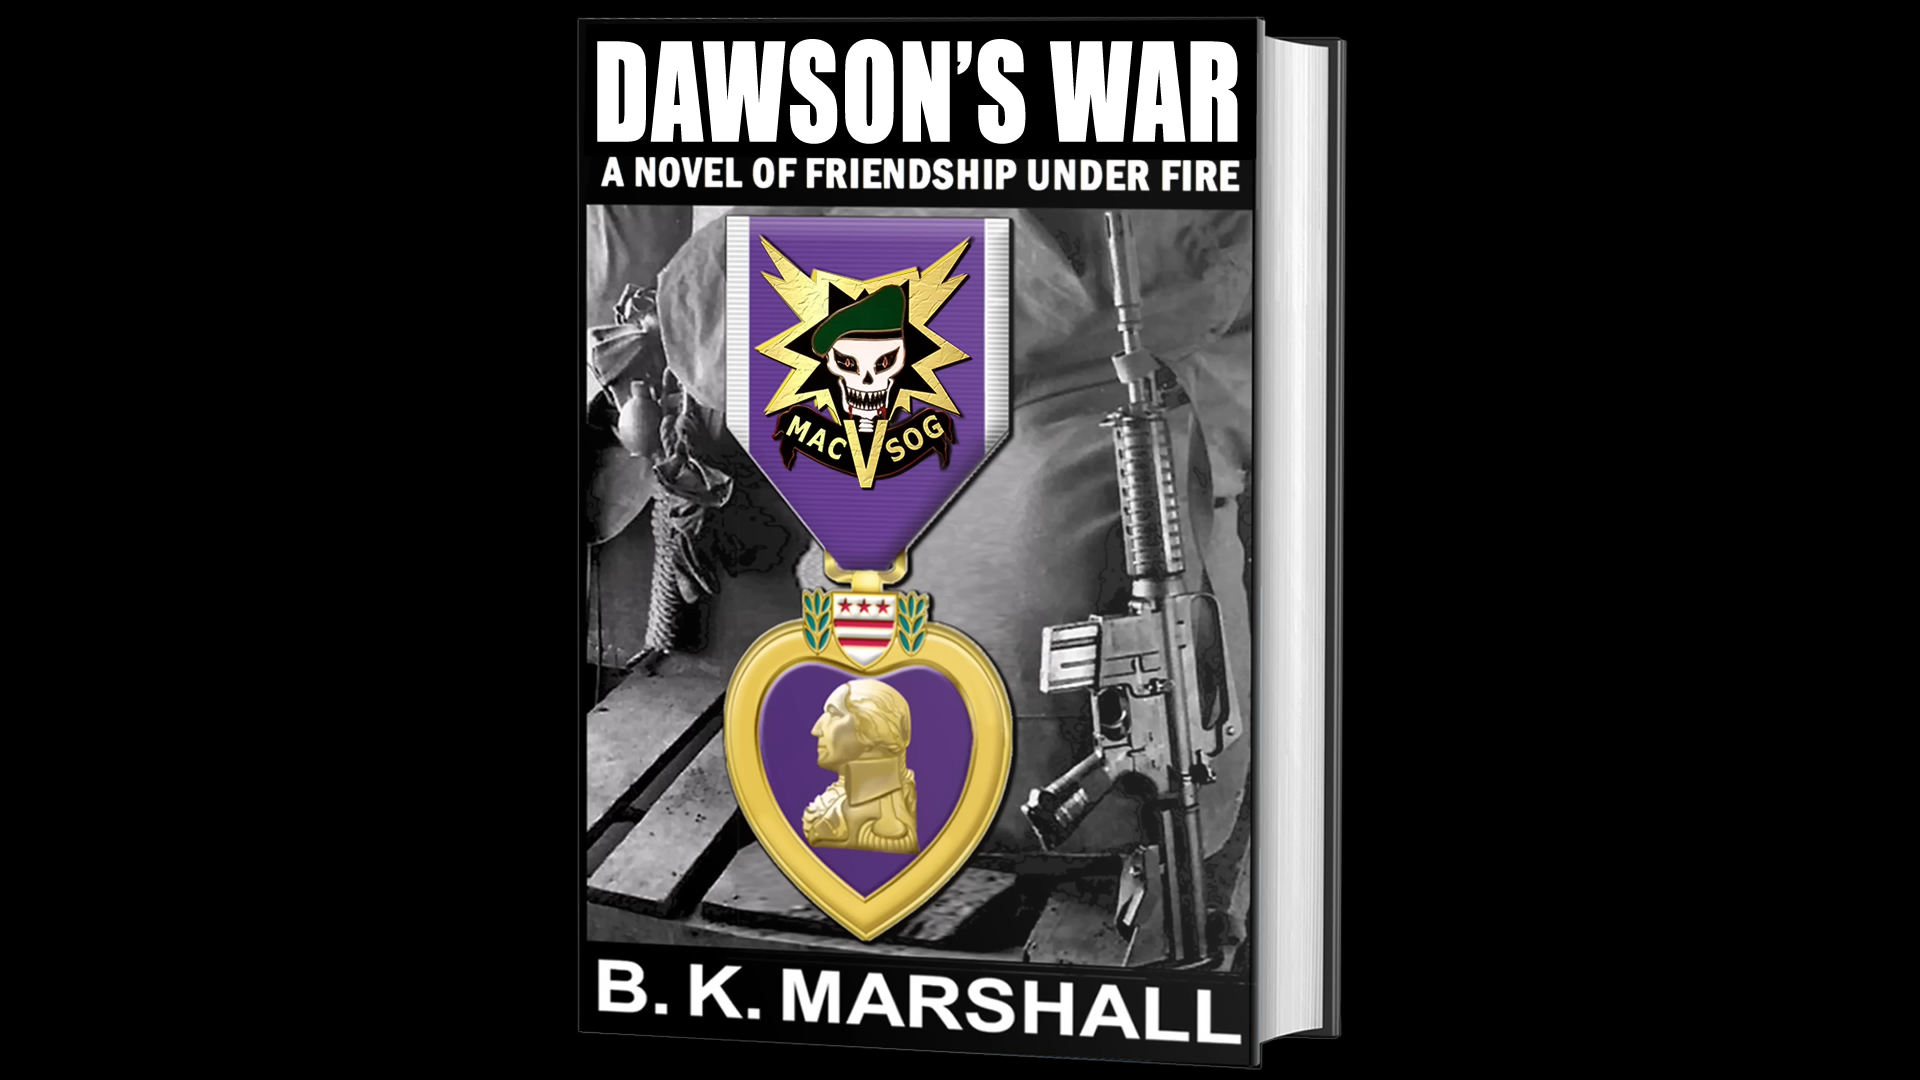 DAWSON’S WAR
A NOVEL OF FRIENDSHIP UNDER FIRE
MAC V SOG
B. K. MARSHALL